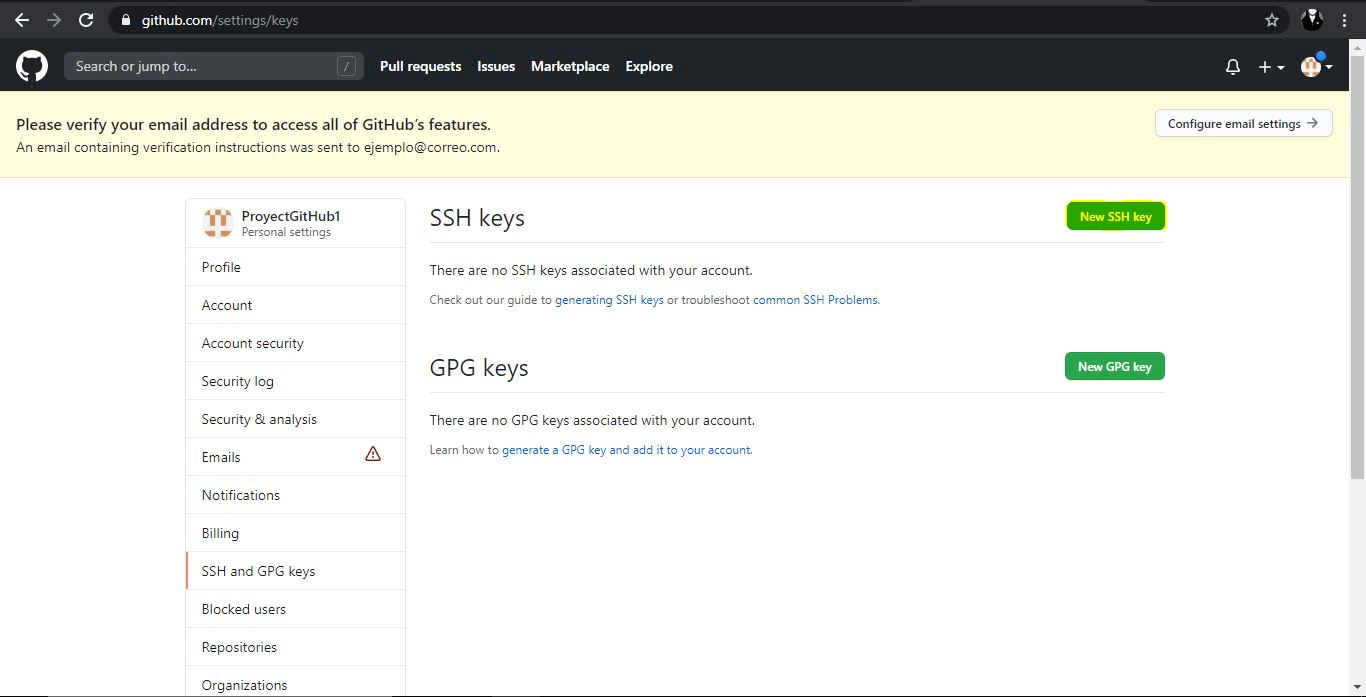 github.com/settings/keys
Search or jump to... /
Pull requests Issues Marketplace Explore
Please verify your email address to access all of GitHub's features.
An email containing verification instructions was sent to ejemplo@correo.com.
Configure email settings →
ProyectGitHub1
Personal settings
Profile
Account
Account security
Security log
Security & analysis
Emails
Notifications
Billing
SSH and GPG keys
Blocked users
Repositories
Organizations
SSH keys
New SSH key
There are no SSH keys associated with your account.
Check out our guide to generating SSH keys or troubleshoot common SSH Problems.
GPG keys
New GPG key
There are no GPG keys associated with your account.
Learn how to generate a GPG key and add it to your account.